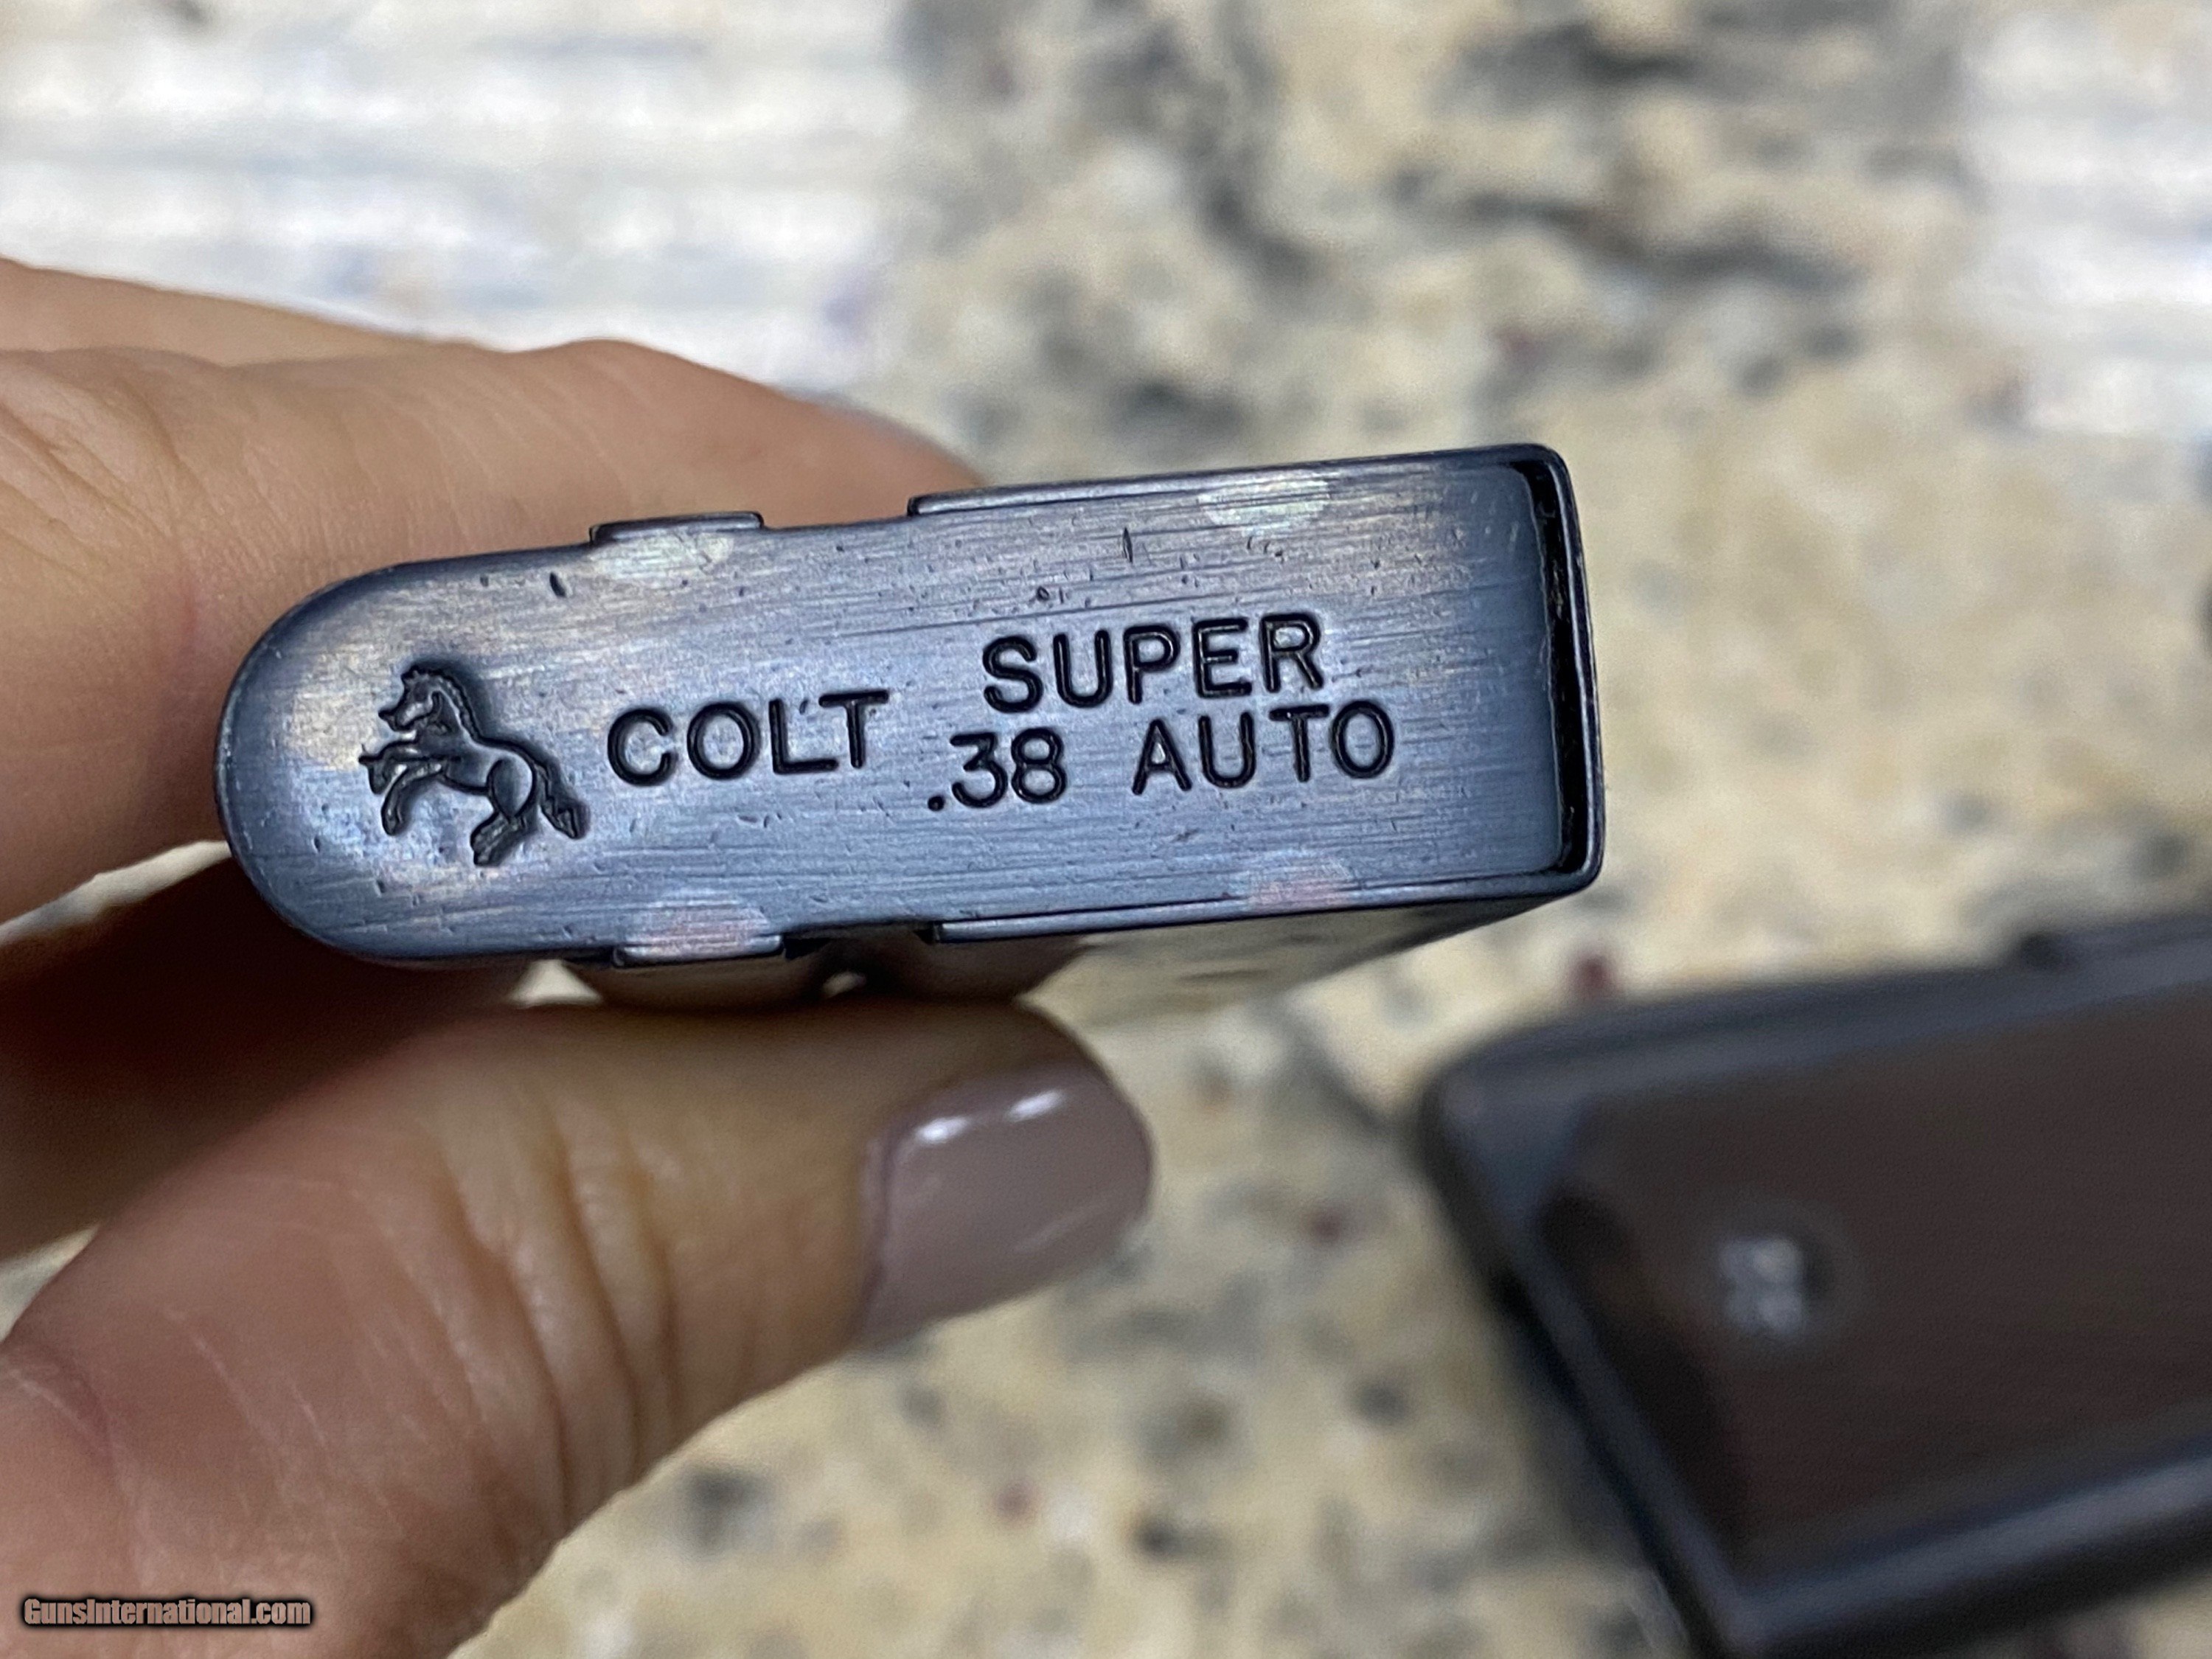 COLT
SUPER
.38 AUTO
GunsInternational.com